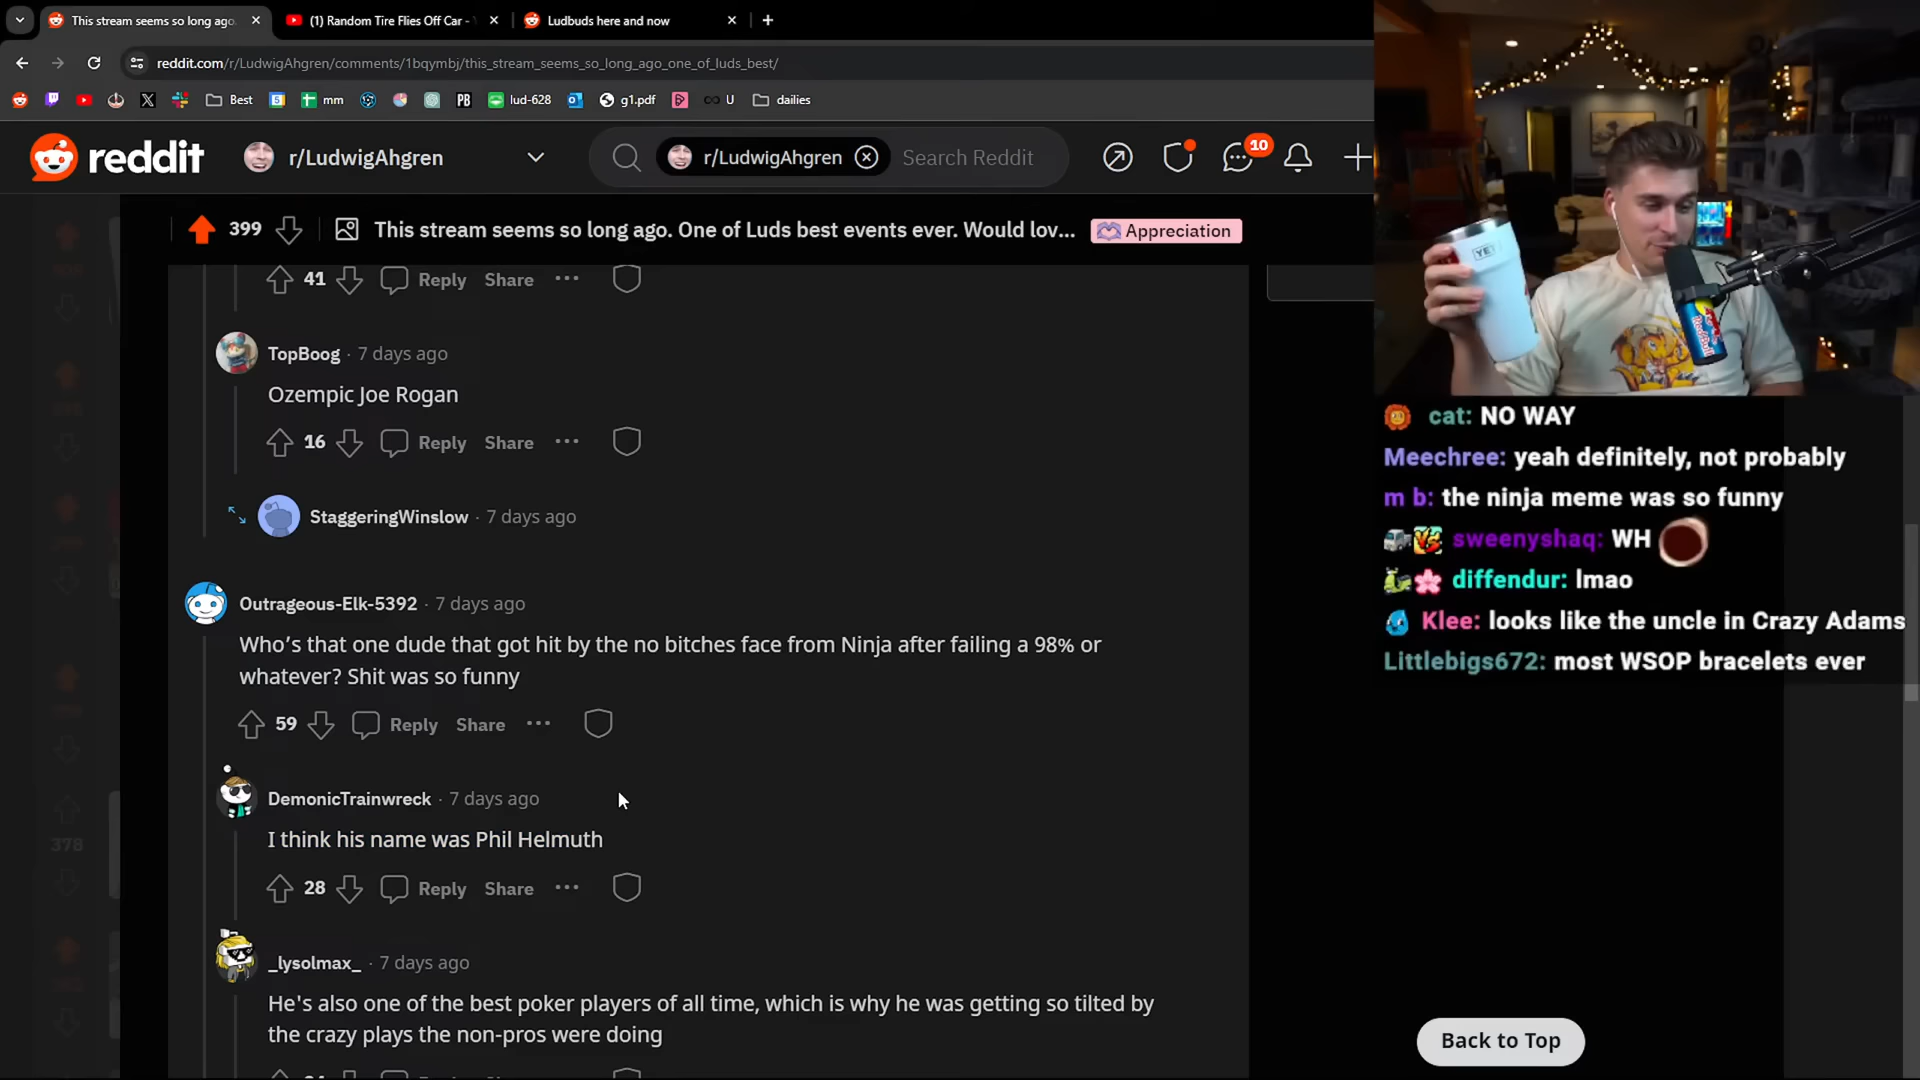 This stream seems so long ago.
(1) Random Tire Flies Off Car -
Ludbuds here and now
reddit.com/r/LudwigAhgren/comments/1bqymbj/this_stream_seems_so_long_ago_one_of_luds_best/
Best
mm
PB
lud-628
g1.pdf
U
dailies
reddit
r/LudwigAhgren
r/LudwigAhgren
Search Reddit
10
399
This stream seems so long ago. One of Luds best events ever. Would lov...
Appreciation
41
Reply
Share
TopBoog · 7 days ago
Ozempic Joe Rogan
16
Reply
Share
StaggeringWinslow · 7 days ago
Outrageous-Elk-5392 · 7 days ago
Who's that one dude that got hit by the no bitches face from Ninja after failing a 98% or
whatever? Shit was so funny
59
Reply
Share
DemonicTrainwreck · 7 days ago
I think his name was Phil Helmuth
28
Reply
Share
_lysolmax_ · 7 days ago
He's also one of the best poker players of all time, which is why he was getting so tilted by
the crazy plays the non-pros were doing
378
YETI
RedBull
cat: NO WAY
Meechree: yeah definitely, not probably
m b: the ninja meme was so funny
sweenyshaq: WH
diffendur: lmao
Klee: looks like the uncle in Crazy Adams
Littlebigs672: most WSOP bracelets ever
Back to Top